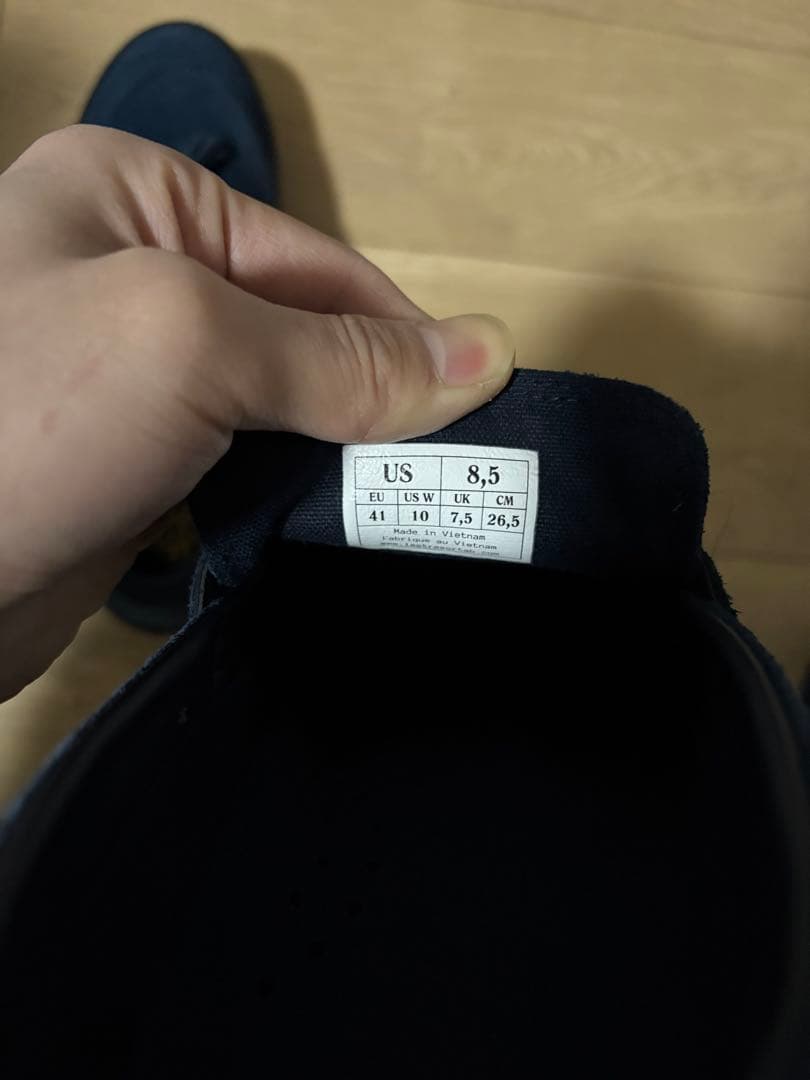 US 8,5
EU US W UK CM
41 10 7,5 26,5
Made in Vietnam
Fabrique au Vietnam